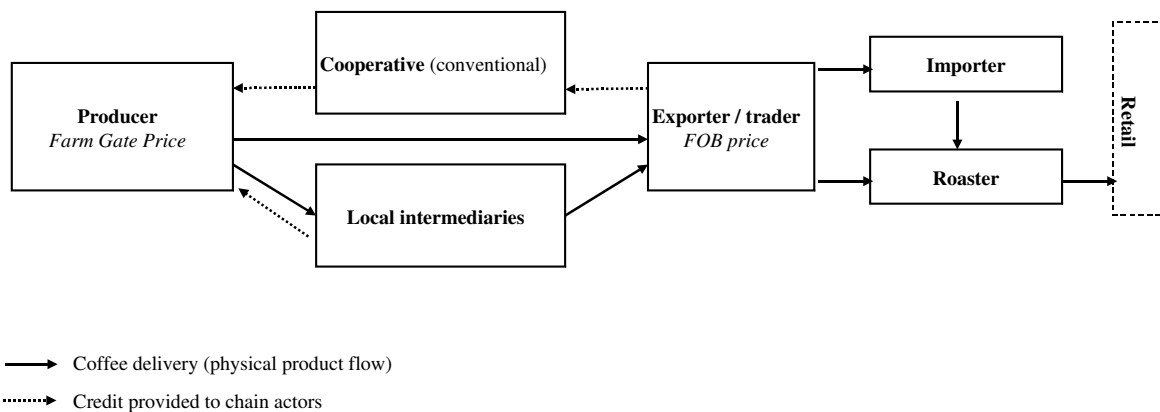 Cooperative (conventional)
Producer
Farm Gate Price
Exporter / trader
FOB price
Importer
Retail
Roaster
Local intermediaries
Coffee delivery (physical product flow)
Credit provided to chain actors